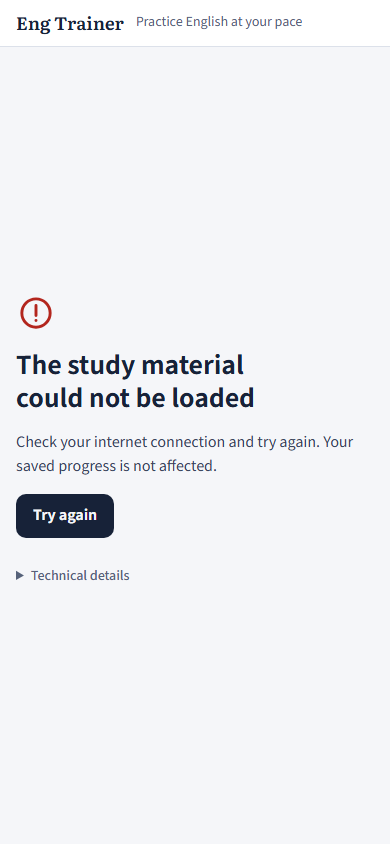 Eng Trainer Practice English at your pace
The study material
could not be loaded
Check your internet connection and try again. Your
saved progress is not affected.
Try again
Technical details